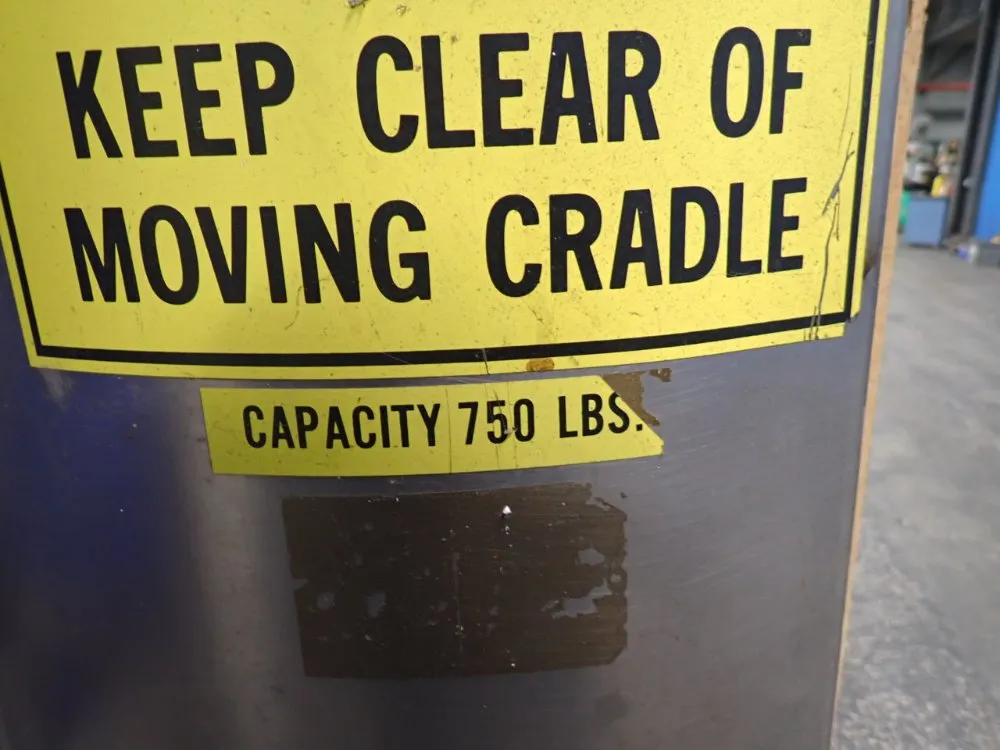 KEEP CLEAR OF
MOVING CRADLE
CAPACITY 750 LBS.